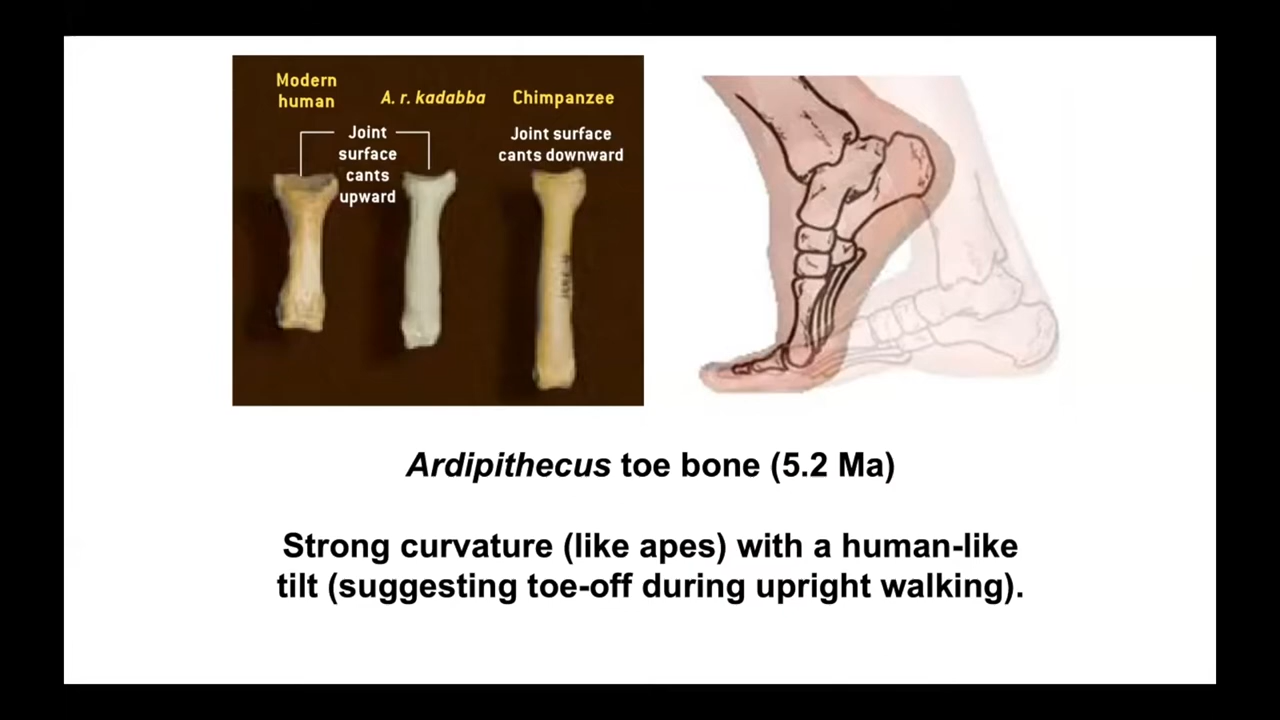 Modern
human
A. r. kadabba
Chimpanzee
Joint
surface
cants
upward
Joint surface
cants downward
Ardipithecus toe bone (5.2 Ma)
Strong curvature (like apes) with a human-like
tilt (suggesting toe-off during upright walking).